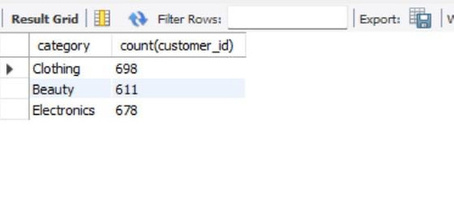 Result Grid Filter Rows: Export: W
category count(customer_id)
Clothing 698
Beauty 611
Electronics 678